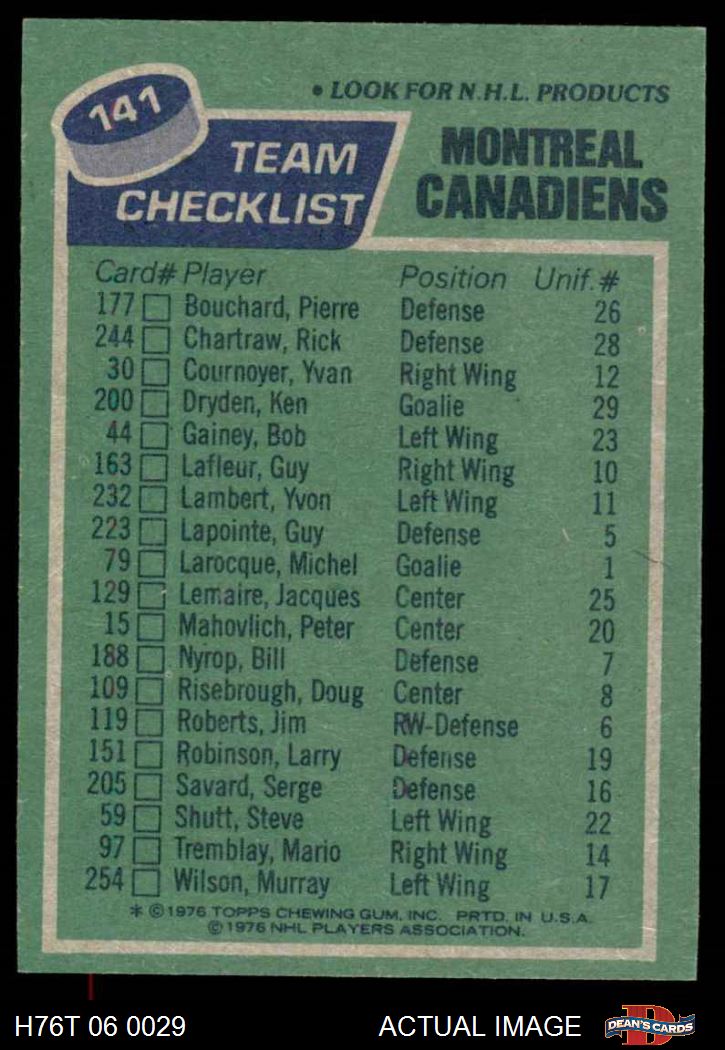 141
• LOOK FOR N.H.L. PRODUCTS
TEAM CHECKLIST
MONTREAL CANADIENS
Card# Player Position Unif.#
177 Bouchard, Pierre Defense 26
244 Chartraw, Rick Defense 28
30 Cournoyer, Yvan Right Wing 12
200 Dryden, Ken Goalie 29
44 Gainey, Bob Left Wing 23
163 Lafleur, Guy Right Wing 10
232 Lambert, Yvon Left Wing 11
223 Lapointe, Guy Defense 5
79 Larocque, Michel Goalie 1
129 Lemaire, Jacques Center 25
15 Mahovlich, Peter Center 20
188 Nyrop, Bill Defense 7
109 Risebrough, Doug Center 8
119 Roberts, Jim RW-Defense 6
151 Robinson, Larry Defense 19
205 Savard, Serge Defense 16
59 Shutt, Steve Left Wing 22
97 Tremblay, Mario Right Wing 14
254 Wilson, Murray Left Wing 17
* ©1976 TOPPS CHEWING GUM, INC. PRTD. IN U.S.A.
©1976 NHL PLAYERS ASSOCIATION.
H76T 06 0029 ACTUAL IMAGE DEAN'S CARDS